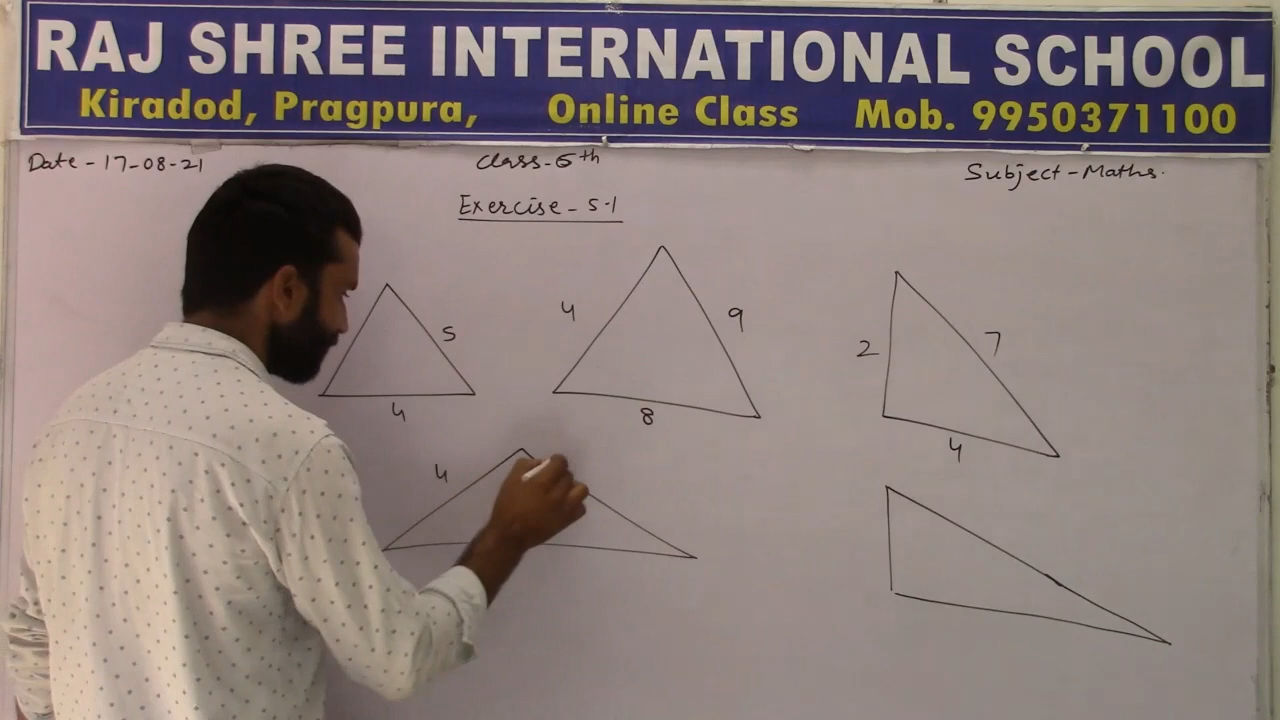 RAJ SHREE INTERNATIONAL SCHOOL
Kiradod, Pragpura, Online Class Mob. 9950371100
Date - 17-08-21 Class - 6th Subject - Maths.
Exercise - 5.1
5
4
4
9
8
2
7
4
4